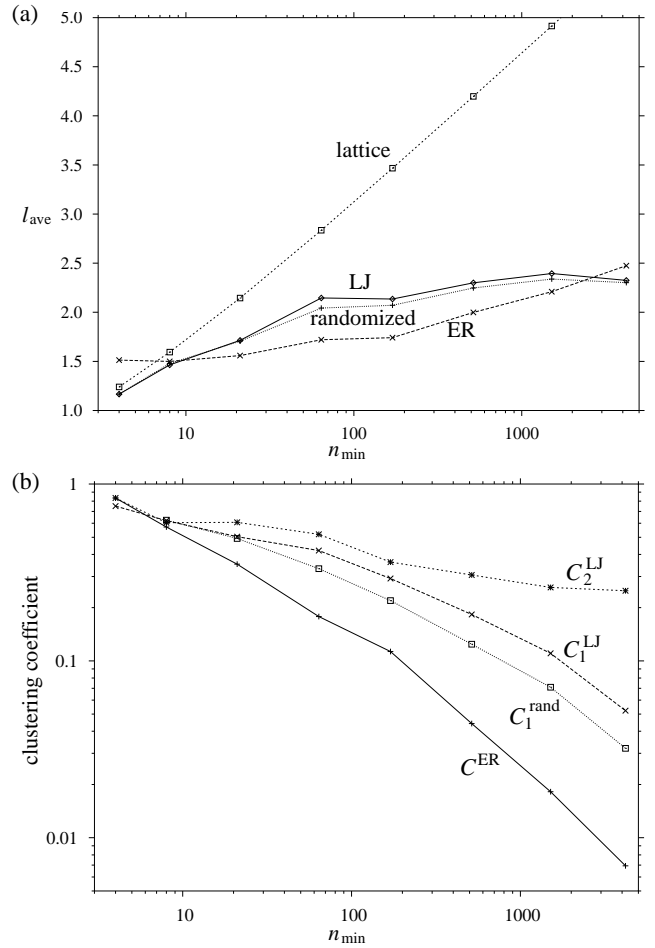 (a)
5.0
4.5
4.0
3.5
3.0
2.5
2.0
1.5
1.0
l_ave
lattice
LJ
randomized
ER
10 100 1000
n_min
(b)
1
0.1
0.01
clustering coefficient
C_2^LJ
C_1^LJ
C_1^rand
C^ER
10 100 1000
n_min